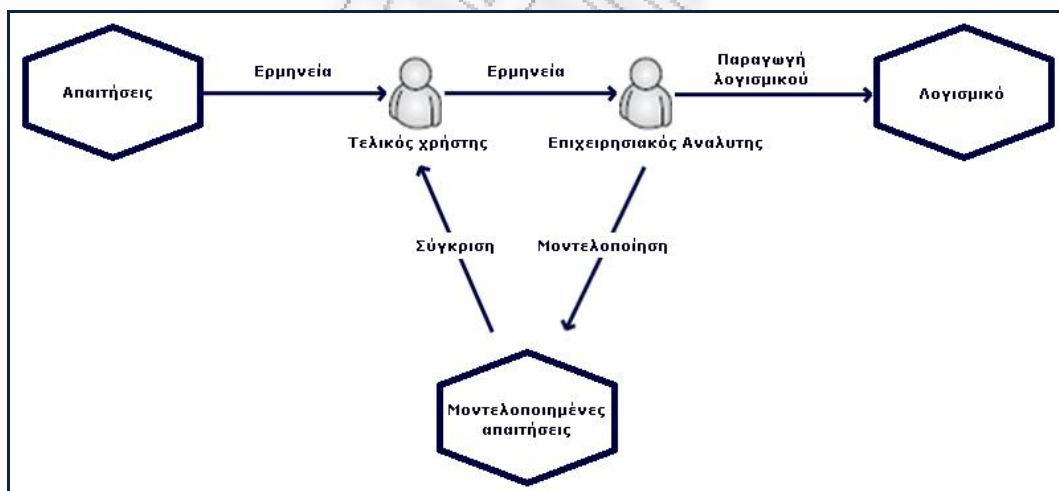 Απαιτήσεις
Ερμηνεία
Τελικός χρήστης
Ερμηνεία
Επιχειρησιακός Αναλυτης
Παραγωγή
λογισμικού
Λογισμικό
Σύγκριση
Μοντελοποίηση
Μοντελοποιημένες
απαιτήσεις